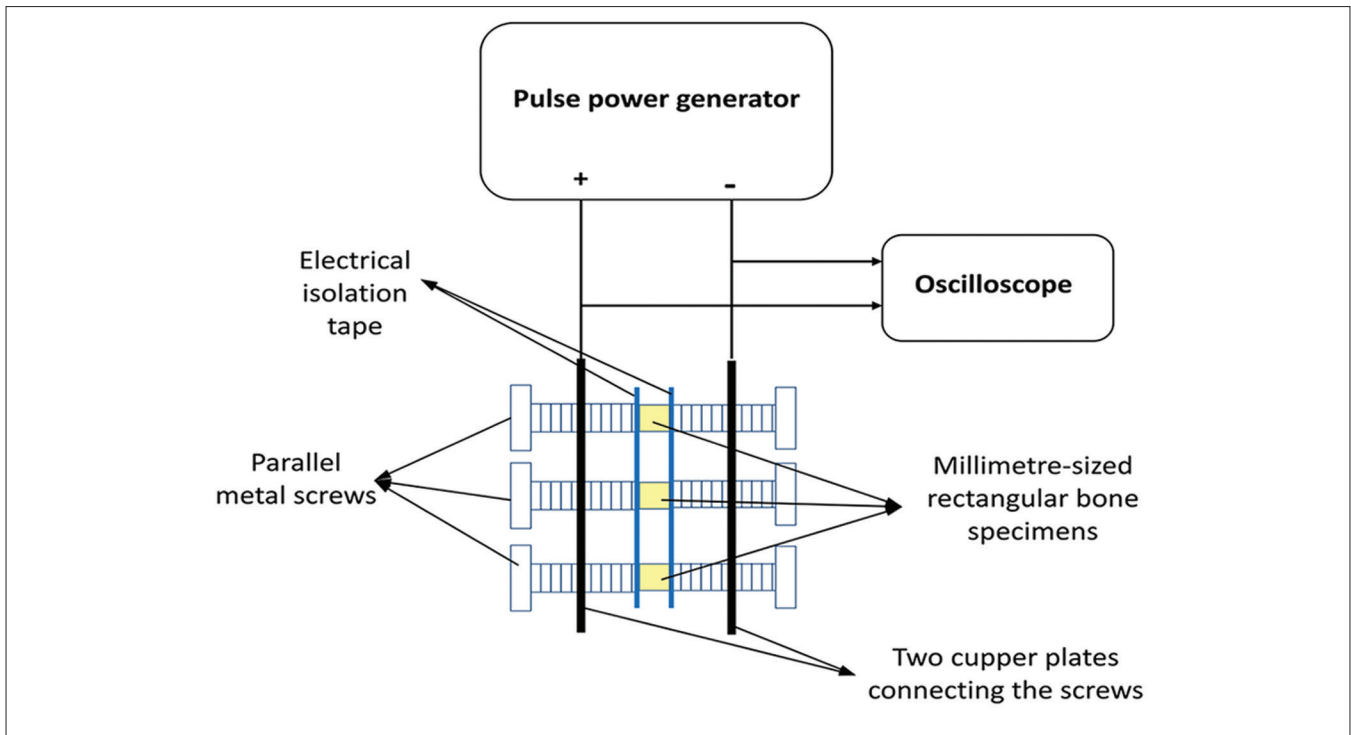 Pulse power generator
+
-
Electrical
isolation
tape
Oscilloscope
Parallel
metal screws
Millimetre-sized
rectangular bone
specimens
Two cupper plates
connecting the screws